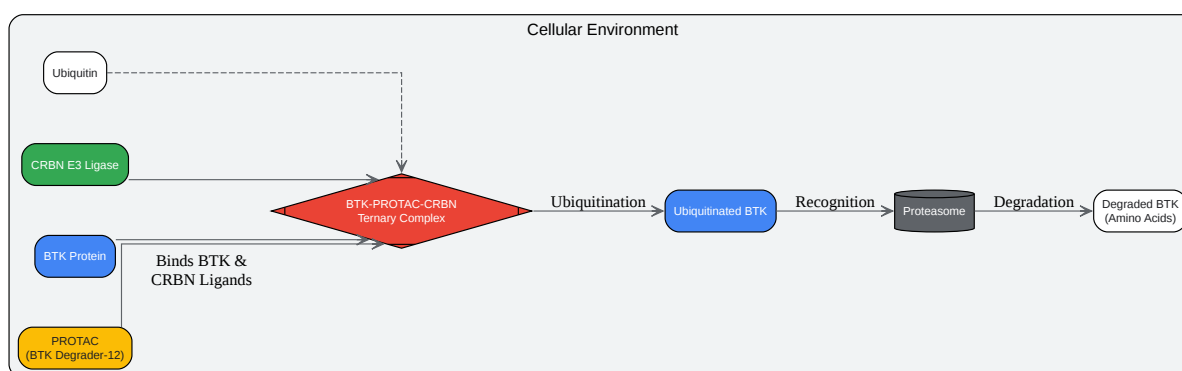 Cellular Environment
Ubiquitin
CRBN E3 Ligase
BTK-PROTAC-CRBN
Ternary Complex
Ubiquitination
Ubiquitinated BTK
Recognition
Proteasome
Degradation
Degraded BTK
(Amino Acids)
BTK Protein
Binds BTK &
CRBN Ligands
PROTAC
(BTK Degrader-12)